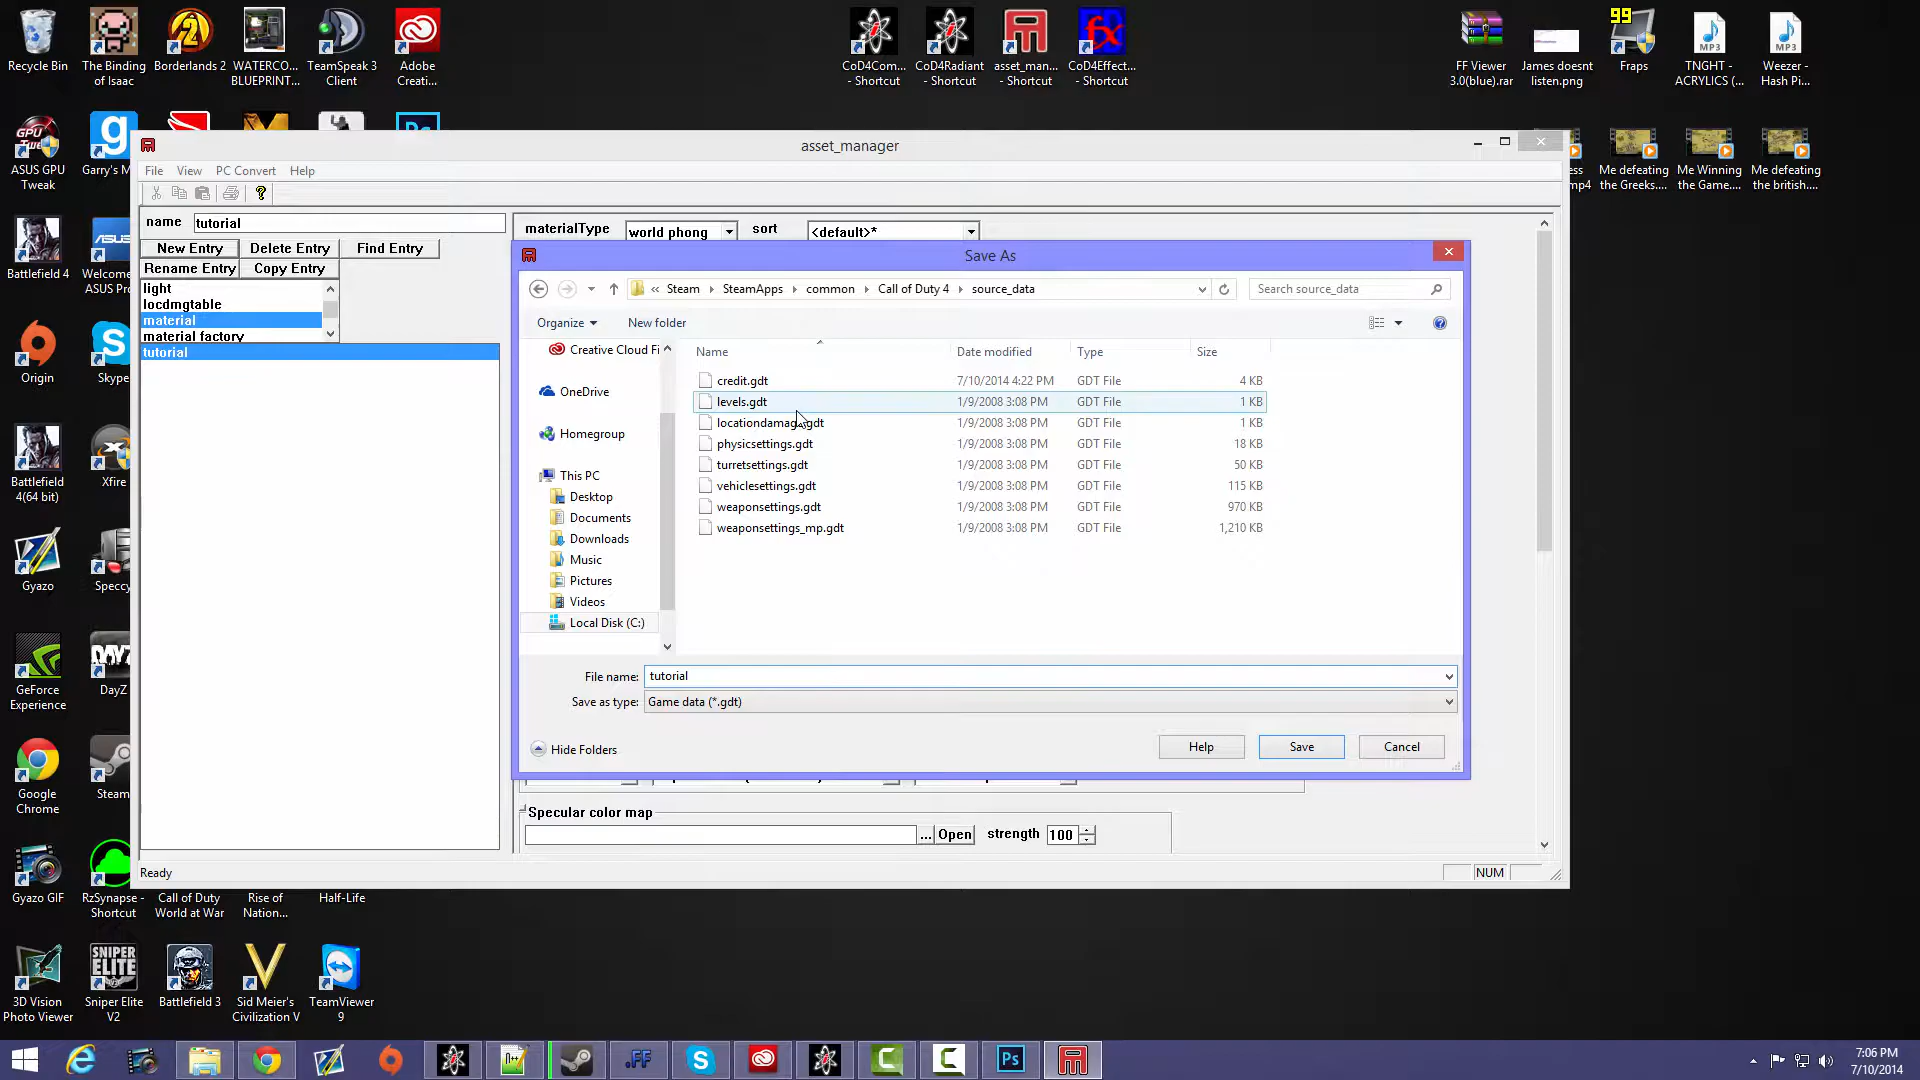 Recycle Bin
The Binding of Isaac
Borderlands 2
WATERCO... BLUEPRINT...
TeamSpeak 3 Client
Adobe Creati...
CoD4Com... - Shortcut
CoD4Radiant - Shortcut
asset_man... - Shortcut
CoD4Effect... - Shortcut
FF Viewer 3.0(blue).rar
James doesnt listen.png
99
Fraps
TNGHT - ACRYLICS (...
Weezer - Hash Pi...
ASUS GPU Tweak
Garry's M
Me defeating the Greeks....
Me Winning the Game....
Me defeating the british....
asset_manager
File View PC Convert Help
name tutorial
New Entry Delete Entry Find Entry
Rename Entry Copy Entry
light
locdmgtable
material
material factory
tutorial
materialType world phong sort <default>*
Save As
« Steam SteamApps common Call of Duty 4 source_data
Search source_data
Organize New folder
Creative Cloud Fi
OneDrive
Homegroup
This PC
Desktop
Documents
Downloads
Music
Pictures
Videos
Local Disk (C:)
Name Date modified Type Size
credit.gdt 7/10/2014 4:22 PM GDT File 4 KB
levels.gdt 1/9/2008 3:08 PM GDT File 1 KB
1/9/2008 3:08 PM GDT File 1 KB
physicsettings.gdt 1/9/2008 3:08 PM GDT File 18 KB
turretsettings.gdt 1/9/2008 3:08 PM GDT File 50 KB
vehiclesettings.gdt 1/9/2008 3:08 PM GDT File 115 KB
weaponsettings.gdt 1/9/2008 3:08 PM GDT File 970 KB
weaponsettings_mp.gdt 1/9/2008 3:08 PM GDT File 1,210 KB
File name: tutorial
Save as type: Game data (*.gdt)
Hide Folders
Help Save Cancel
Specular color map
... Open strength 100
Ready
NUM
Battlefield 4
Welcome ASUS Pr
Origin
Skype
Battlefield 4(64 bit)
Xfire
Gyazo
Speccy
GeForce Experience
DayZ
Google Chrome
Steam
Gyazo GIF
RzSynapse - Shortcut
Call of Duty World at War
Rise of Nation...
Half-Life
3D Vision Photo Viewer
Sniper Elite V2
Battlefield 3
Sid Meier's Civilization V
TeamViewer 9
7:06 PM
7/10/2014